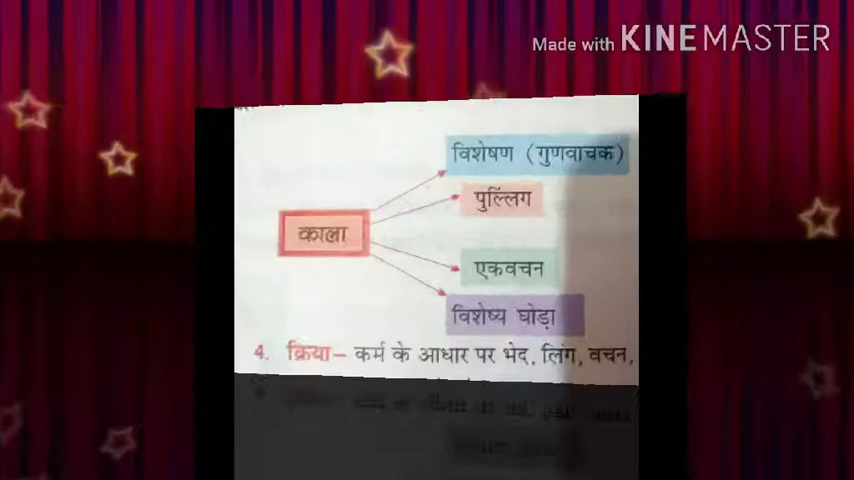 Made with KINEMASTER
विशेषण (गुणवाचक)
पुल्लिंग
काला
एकवचन
विशेष्य घोड़ा
4. क्रिया– कर्म के आधार पर भेद, लिंग, वचन,